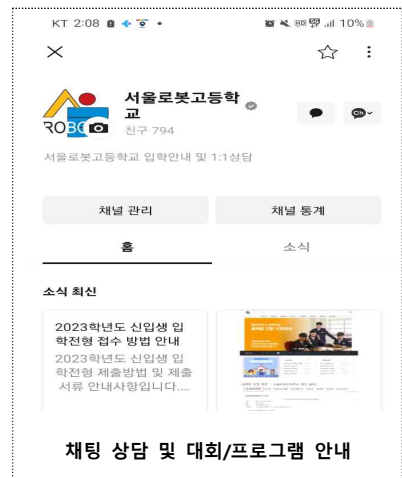 KT 2:08
10%
서울로봇고등학
교
친구 794
서울로봇고등학교 입학안내 및 1:1상담
채널 관리
채널 통계
홈
소식
소식 최신
2023학년도 신입생 입
학전형 접수 방법 안내
2023학년도 신입생 입
학전형 제출방법 및 제출
서류 안내사항입니다....
채팅 상담 및 대회/프로그램 안내